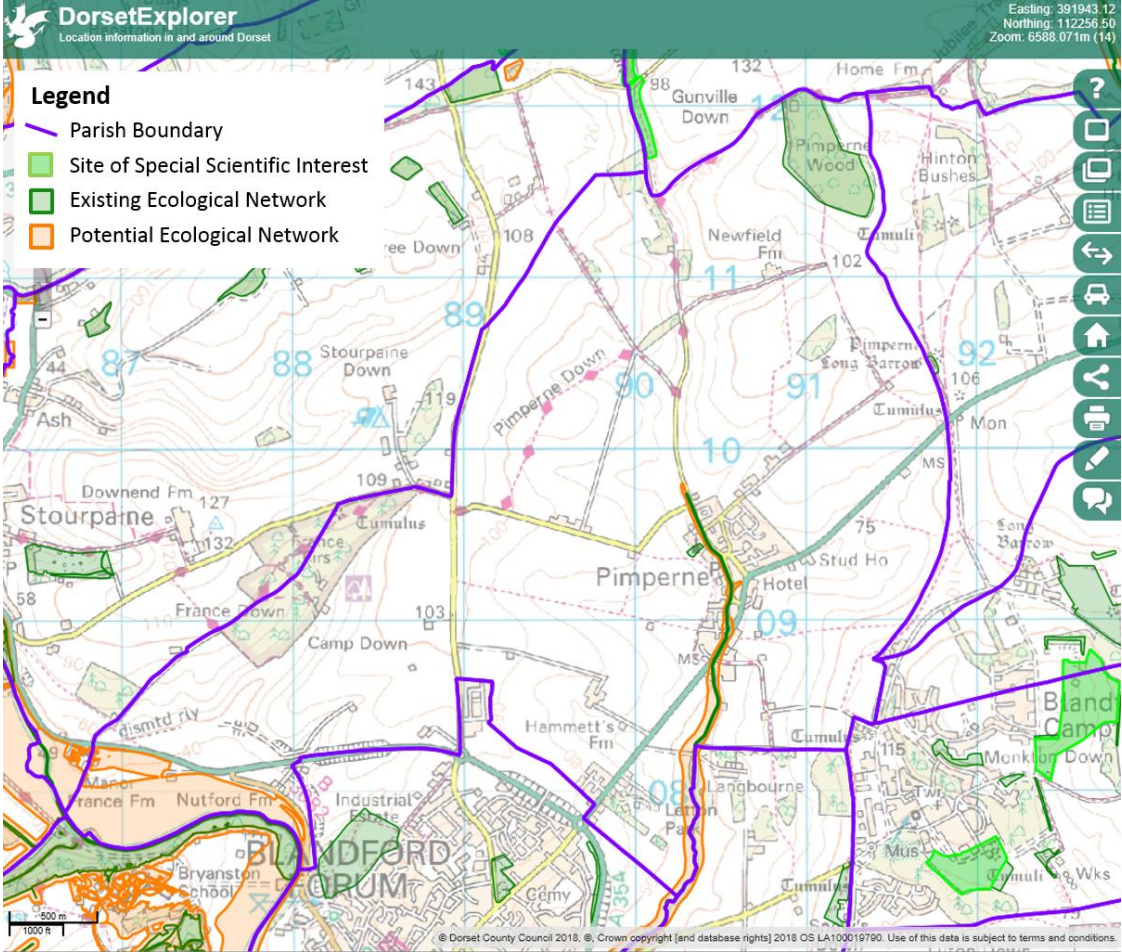 DorsetExplorer
Location information in and around Dorset
Easting: 391943.12
Northing: 112256.50
Zoom: 6588.071m (14)
Legend
Parish Boundary
Site of Special Scientific Interest
Existing Ecological Network
Potential Ecological Network
143
98
132
Home Fm
Gunville
Down
12
Pimperne
Wood
Hinton
Bushes
108
ree Down
Newfield
Fm
Tumuli
102
11
89
87
88
Stourpaine
Down
44
Ash
119
Pimperne Down
90
91
92
Pimperne
Long Barrow
106
Tumulus
Mon
10
MS
Downend Fm
127
109
Stourpaine
132
Tumulus
France
Firs
75
Long
Barrow
Stud Ho
Pimperne
Hotel
58
France Down
103
Camp Down
09
MS
dismtd rly
Hammett's
Fm
Tumulus
115
Bland
Camp
Monkton Down
Manor
rance Fm
Nutford Fm
Industrial
Estate
08
Langbourne
Letton
Park
Twr
BLANDFORD
FORUM
Bryanston
School
Cemy
A 354
Mus
Tumuli
Wks
Tumulus
500 m
1000 ft
© Dorset County Council 2018, ©, Crown copyright [and database rights] 2018 OS LA100019790. Use of this data is subject to terms and conditions.